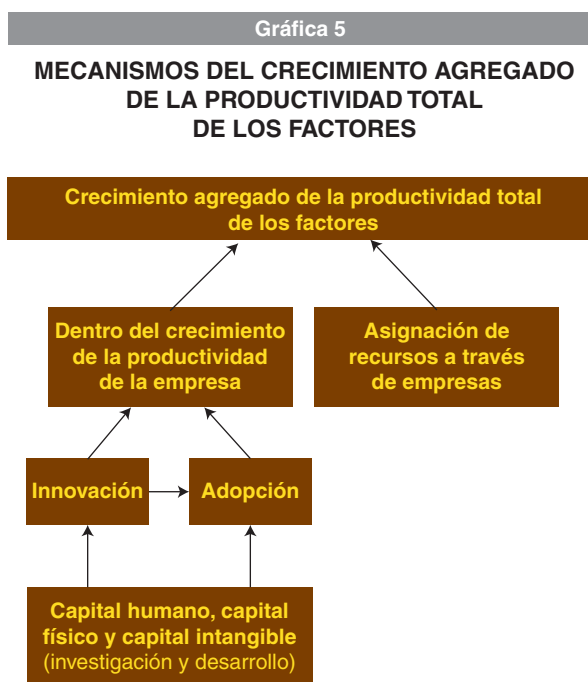 Gráfica 5
MECANISMOS DEL CRECIMIENTO AGREGADO
DE LA PRODUCTIVIDAD TOTAL
DE LOS FACTORES
Crecimiento agregado de la productividad total
de los factores
Dentro del crecimiento
de la productividad
de la empresa
Asignación de
recursos a través
de empresas
Innovación
Adopción
Capital humano, capital
físico y capital intangible
(investigación y desarrollo)